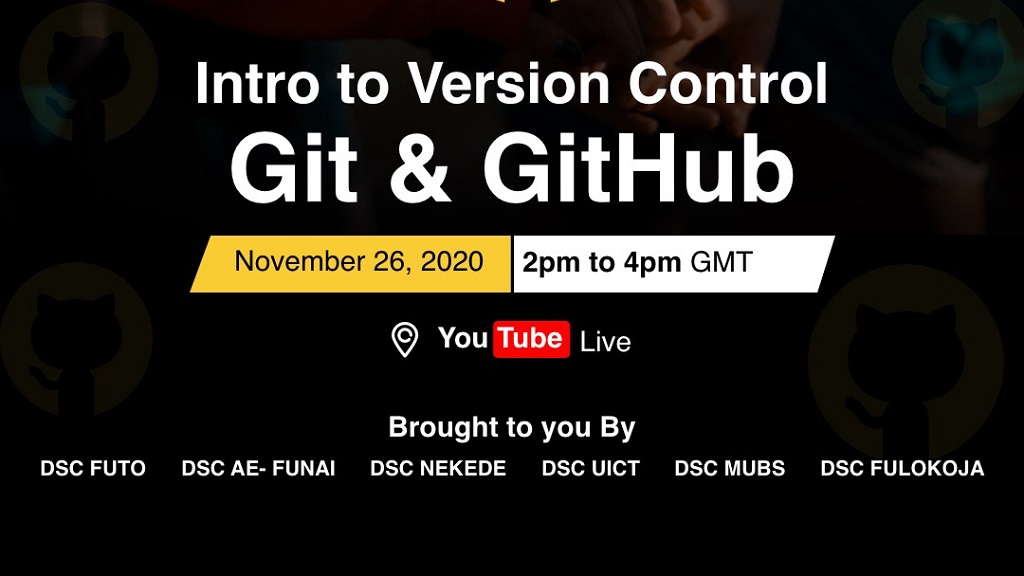 Intro to Version Control
Git & GitHub
November 26, 2020 2pm to 4pm GMT
YouTube Live
Brought to you By
DSC FUTO DSC AE- FUNAI DSC NEKEDE DSC UICT DSC MUBS DSC FULOKOJA